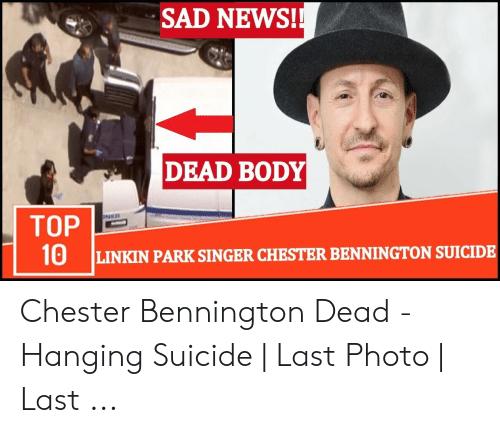 SAD NEWS!!
DEAD BODY
TOP
10
LINKIN PARK SINGER CHESTER BENNINGTON SUICIDE
Chester Bennington Dead -
Hanging Suicide | Last Photo |
Last ...